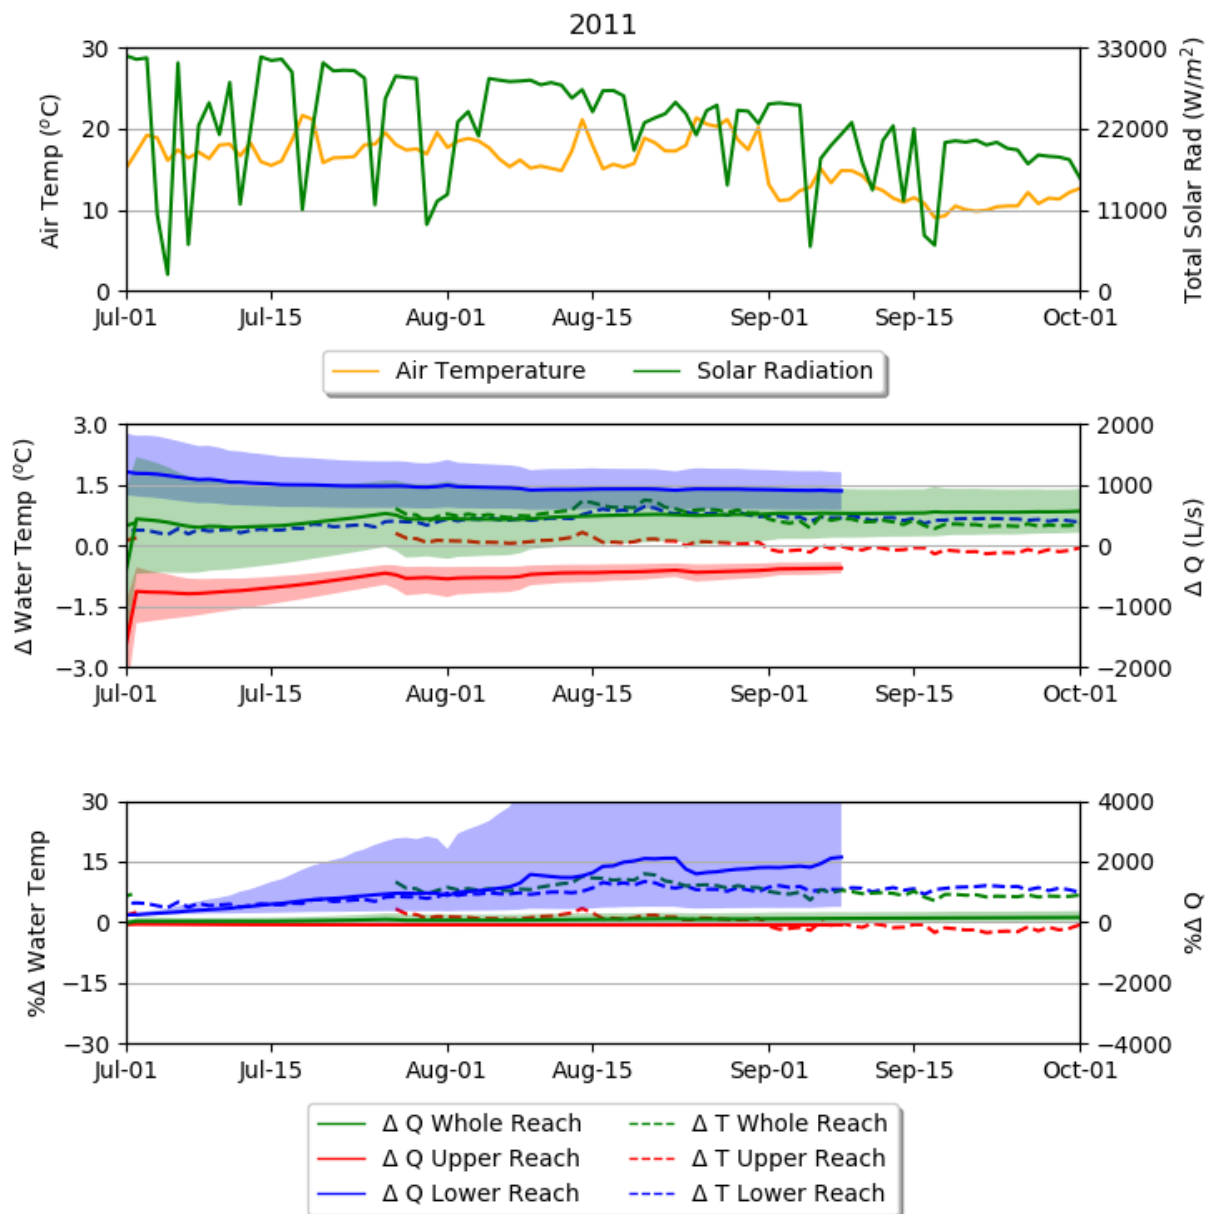 2011
30 33000
20 22000
10 11000
0 0
Air Temp (°C)
Total Solar Rad (W/m²)
Jul-01 Jul-15 Aug-01 Aug-15 Sep-01 Sep-15 Oct-01
Air Temperature Solar Radiation
3.0 2000
1.5 1000
0.0 0
−1.5 −1000
−3.0 −2000
Δ Water Temp (°C)
Δ Q (L/s)
Jul-01 Jul-15 Aug-01 Aug-15 Sep-01 Sep-15 Oct-01
30 4000
15 2000
0 0
−15 −2000
−30 −4000
%Δ Water Temp
%Δ Q
Jul-01 Jul-15 Aug-01 Aug-15 Sep-01 Sep-15 Oct-01
Δ Q Whole Reach Δ T Whole Reach
Δ Q Upper Reach Δ T Upper Reach
Δ Q Lower Reach Δ T Lower Reach